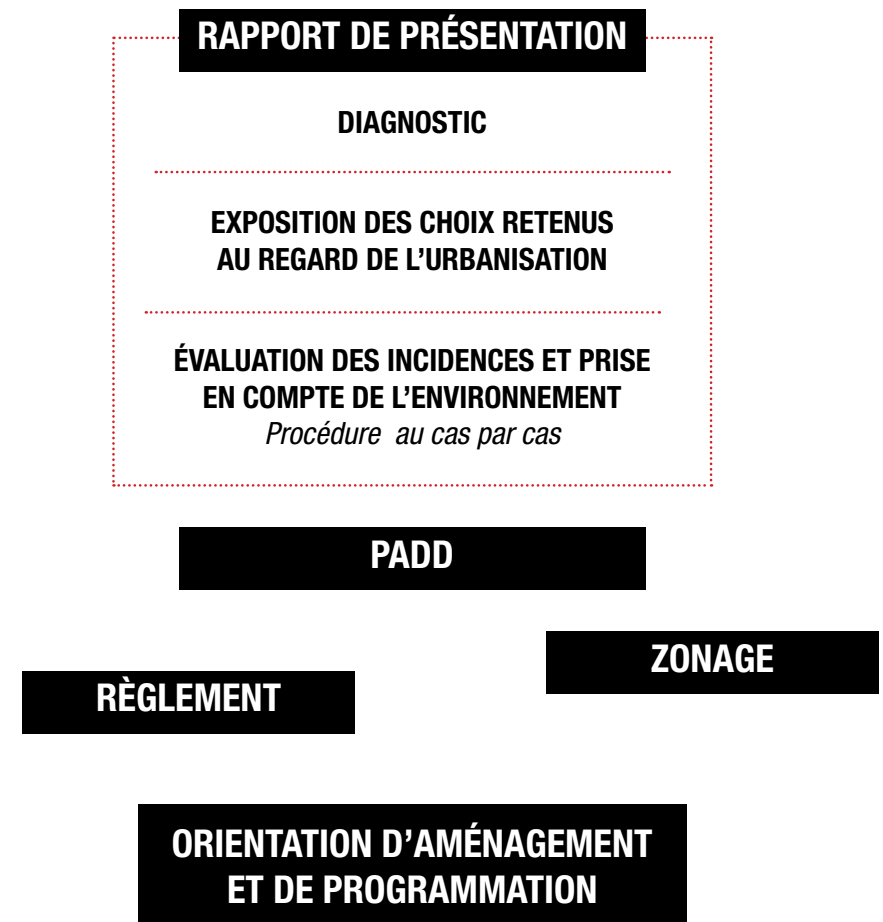 RAPPORT DE PRÉSENTATION
DIAGNOSTIC
EXPOSITION DES CHOIX RETENUS
AU REGARD DE L’URBANISATION
ÉVALUATION DES INCIDENCES ET PRISE
EN COMPTE DE L’ENVIRONNEMENT
Procédure au cas par cas
PADD
ZONAGE
RÈGLEMENT
ORIENTATION D’AMÉNAGEMENT
ET DE PROGRAMMATION